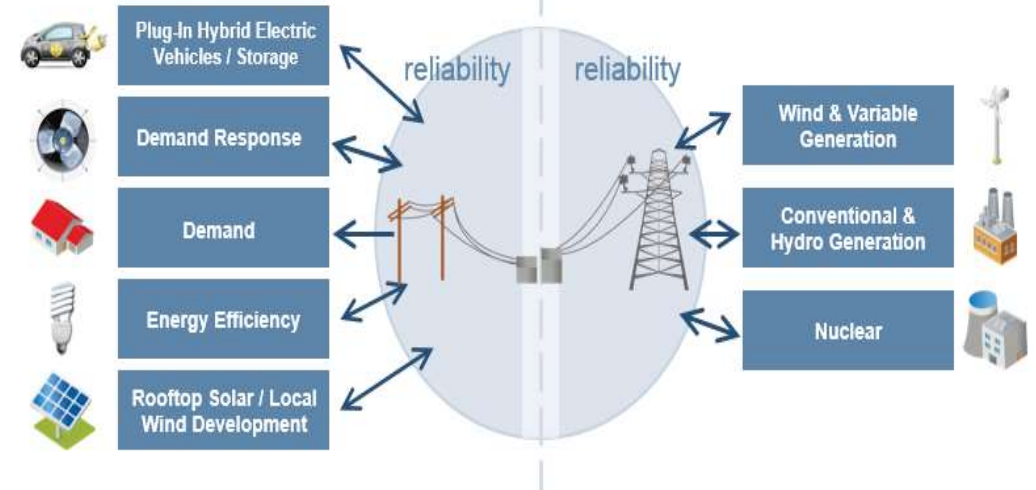 Plug-In Hybrid Electric
Vehicles / Storage
Demand Response
Demand
Energy Efficiency
Rooftop Solar / Local
Wind Development
reliability
reliability
Wind & Variable
Generation
Conventional &
Hydro Generation
Nuclear